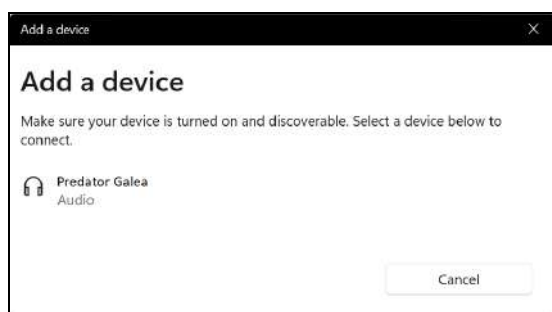 Add a device
Add a device
Make sure your device is turned on and discoverable. Select a device below to
connect.
Predator Galea
Audio
Cancel